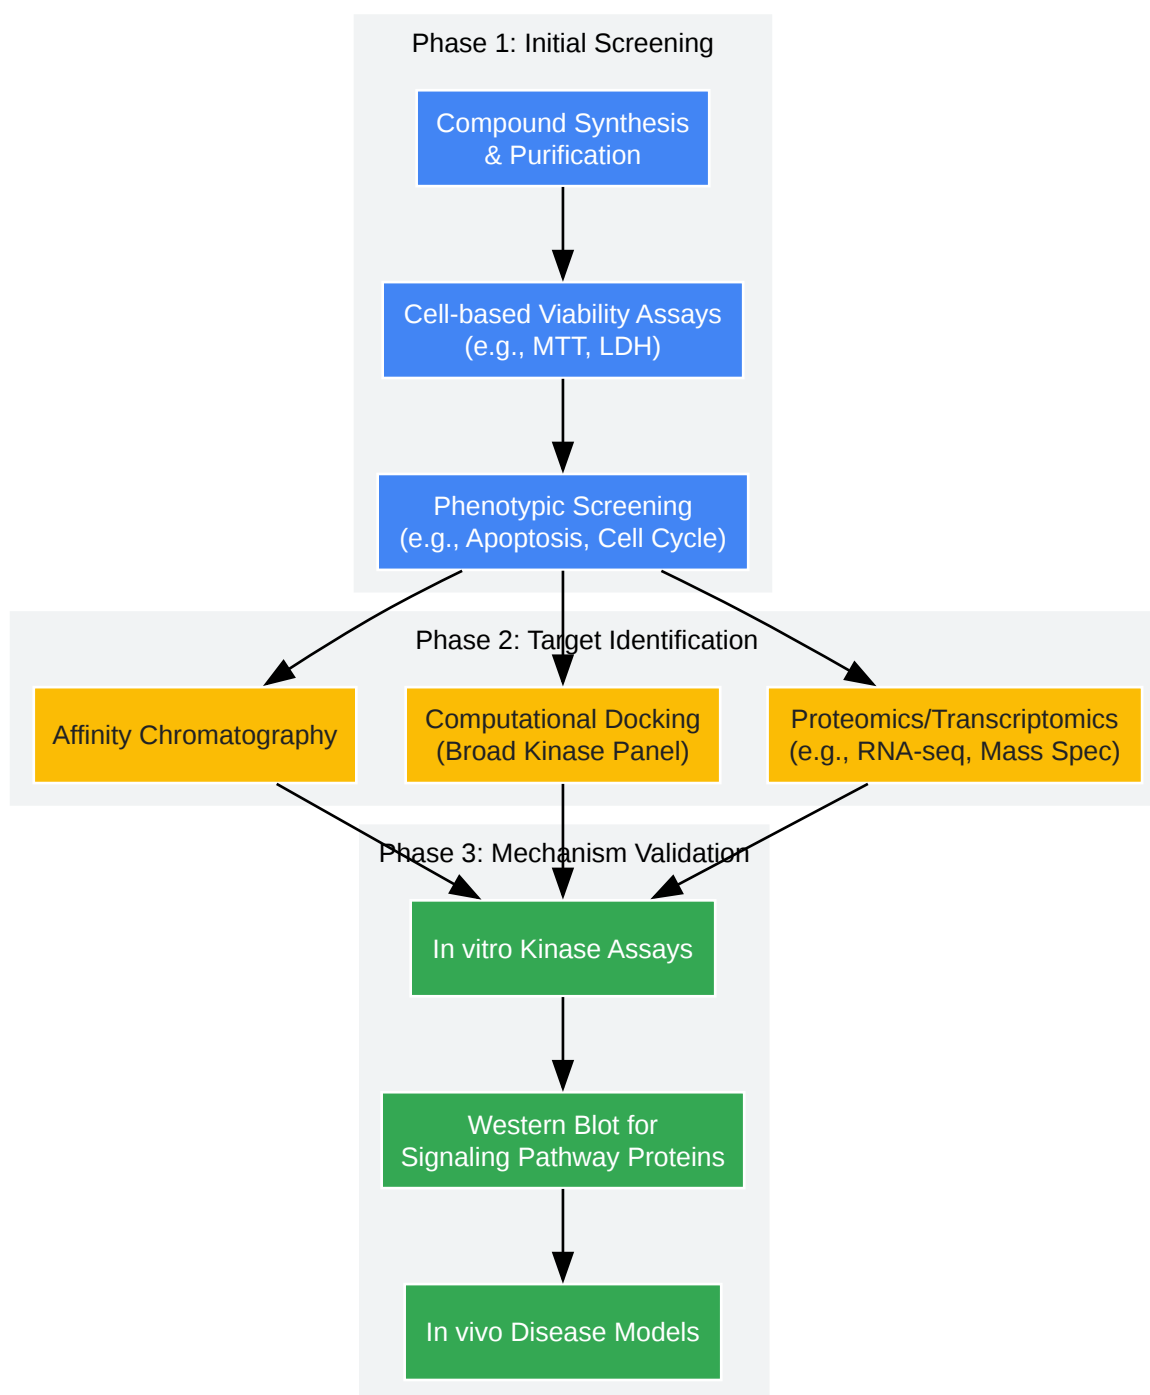 Phase 1: Initial Screening
Compound Synthesis
& Purification
Cell-based Viability Assays
(e.g., MTT, LDH)
Phenotypic Screening
(e.g., Apoptosis, Cell Cycle)
Phase 2: Target Identification
Affinity Chromatography
Computational Docking
(Broad Kinase Panel)
Proteomics/Transcriptomics
(e.g., RNA-seq, Mass Spec)
Phase 3: Mechanism Validation
In vitro Kinase Assays
Western Blot for
Signaling Pathway Proteins
In vivo Disease Models